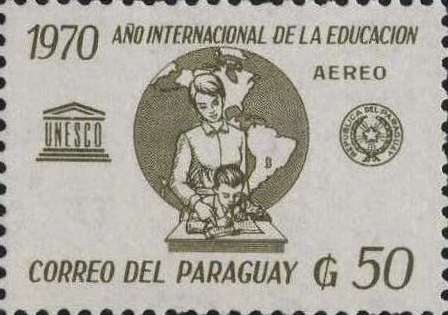 1970 AÑO INTERNACIONAL DE LA EDUCACION
AEREO
UNESCO
REPUBLICA DEL PARAGUAY
CORREO DEL PARAGUAY ₲ 50